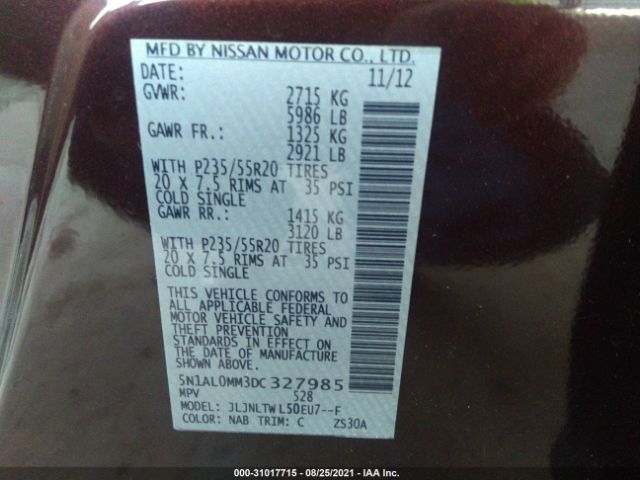 MFD BY NISSAN MOTOR CO., LTD.
DATE: 11/12
GVWR: 2715 KG
5986 LB
GAWR FR.: 1325 KG
2921 LB
WITH P235/55R20 TIRES
20 X 7.5 RIMS AT 35 PSI
COLD SINGLE
GAWR RR.: 1415 KG
3120 LB
WITH P235/55R20 TIRES
20 X 7.5 RIMS AT 35 PSI
COLD SINGLE
THIS VEHICLE CONFORMS TO
ALL APPLICABLE FEDERAL
MOTOR VEHICLE SAFETY AND
THEFT PREVENTION
STANDARDS IN EFFECT ON
THE DATE OF MANUFACTURE
SHOWN ABOVE.
5N1AL0MM3DC327985
MPV 528
MODEL: JLJNLTWL50EU7--F
COLOR: NAB TRIM: C ZS30A
000-31017715 - 08/25/2021 - IAA Inc.